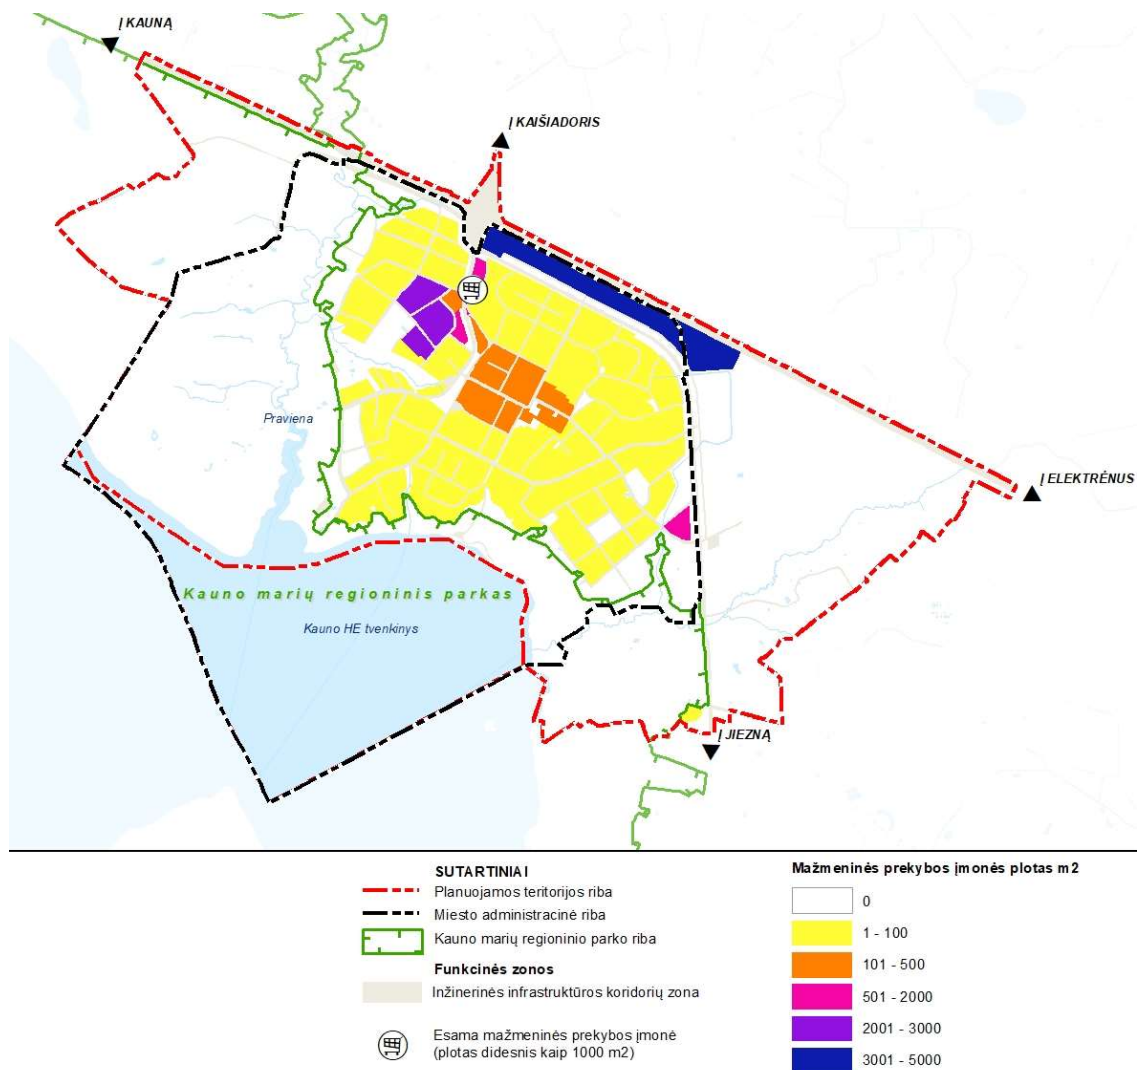 Į KAUNĄ
Į KAIŠIADORIS
Praviena
Į ELEKTRĖNUS
Kauno marių regioninis parkas
Kauno HE tvenkinys
Į JIEZNĄ
SUTARTINIAI
Planuojamos teritorijos riba
Miesto administracinė riba
Kauno marių regioninio parko riba
Funkcinės zonos
Inžinerinės infrastruktūros koridorių zona
Esama mažmeninės prekybos įmonė
(plotas didesnis kaip 1000 m2)
Mažmeninės prekybos įmonės plotas m2
0
1 - 100
101 - 500
501 - 2000
2001 - 3000
3001 - 5000